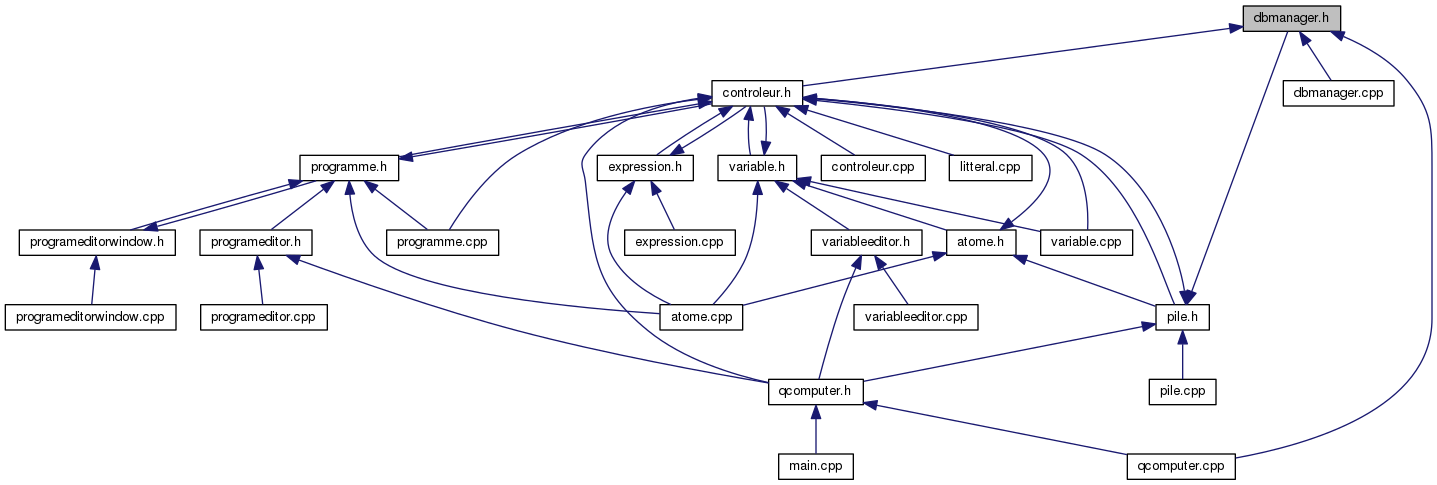 dbmanager.h
controleur.h
dbmanager.cpp
programme.h
expression.h
variable.h
controleur.cpp
litteral.cpp
programeditorwindow.h
programeditor.h
programme.cpp
expression.cpp
variableeditor.h
atome.h
variable.cpp
programeditorwindow.cpp
programeditor.cpp
atome.cpp
variableeditor.cpp
pile.h
qcomputer.h
pile.cpp
main.cpp
qcomputer.cpp